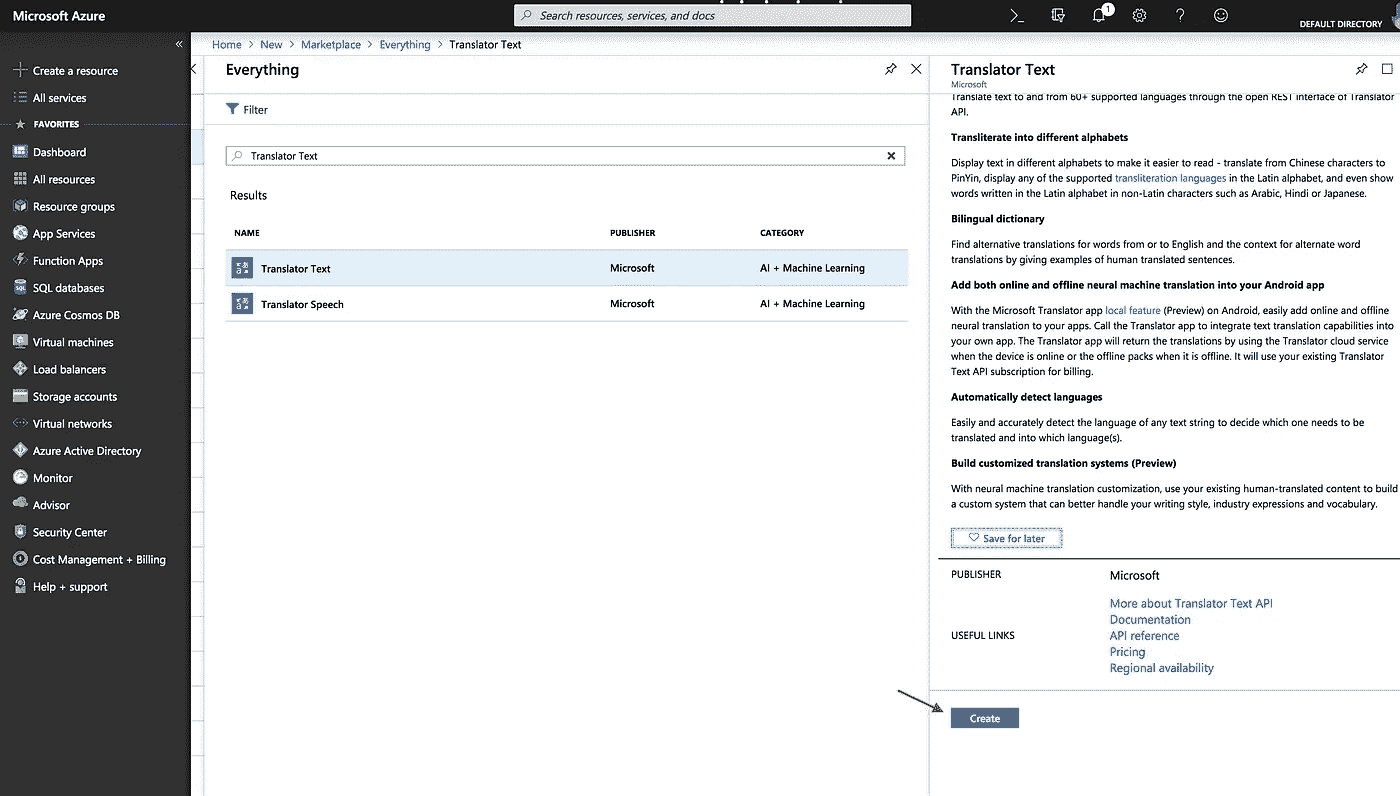 Microsoft Azure
Search resources, services, and docs
1
DEFAULT DIRECTORY
«
Create a resource
All services
FAVORITES
Dashboard
All resources
Resource groups
App Services
Function Apps
SQL databases
Azure Cosmos DB
Virtual machines
Load balancers
Storage accounts
Virtual networks
Azure Active Directory
Monitor
Advisor
Security Center
Cost Management + Billing
Help + support
Home > New > Marketplace > Everything > Translator Text
Everything
Filter
Translator Text
Results
NAME PUBLISHER CATEGORY
Translator Text Microsoft AI + Machine Learning
Translator Speech Microsoft AI + Machine Learning
Translator Text
Microsoft
Translate text to and from 60+ supported languages through the open REST interface of Translator
API.
Transliterate into different alphabets
Display text in different alphabets to make it easier to read - translate from Chinese characters to
PinYin, display any of the supported transliteration languages in the Latin alphabet, and even show
words written in the Latin alphabet in non-Latin characters such as Arabic, Hindi or Japanese.
Bilingual dictionary
Find alternative translations for words from or to English and the context for alternate word
translations by giving examples of human translated sentences.
Add both online and offline neural machine translation into your Android app
With the Microsoft Translator app local feature (Preview) on Android, easily add online and offline
neural translation to your apps. Call the Translator app to integrate text translation capabilities into
your own app. The Translator app will return the translations by using the Translator cloud service
when the device is online or the offline packs when it is offline. It will use your existing Translator
Text API subscription for billing.
Automatically detect languages
Easily and accurately detect the language of any text string to decide which one needs to be
translated and into which language(s).
Build customized translation systems (Preview)
With neural machine translation customization, use your existing human-translated content to build
a custom system that can better handle your writing style, industry expressions and vocabulary.
Save for later
PUBLISHER Microsoft
USEFUL LINKS
More about Translator Text API
Documentation
API reference
Pricing
Regional availability
Create